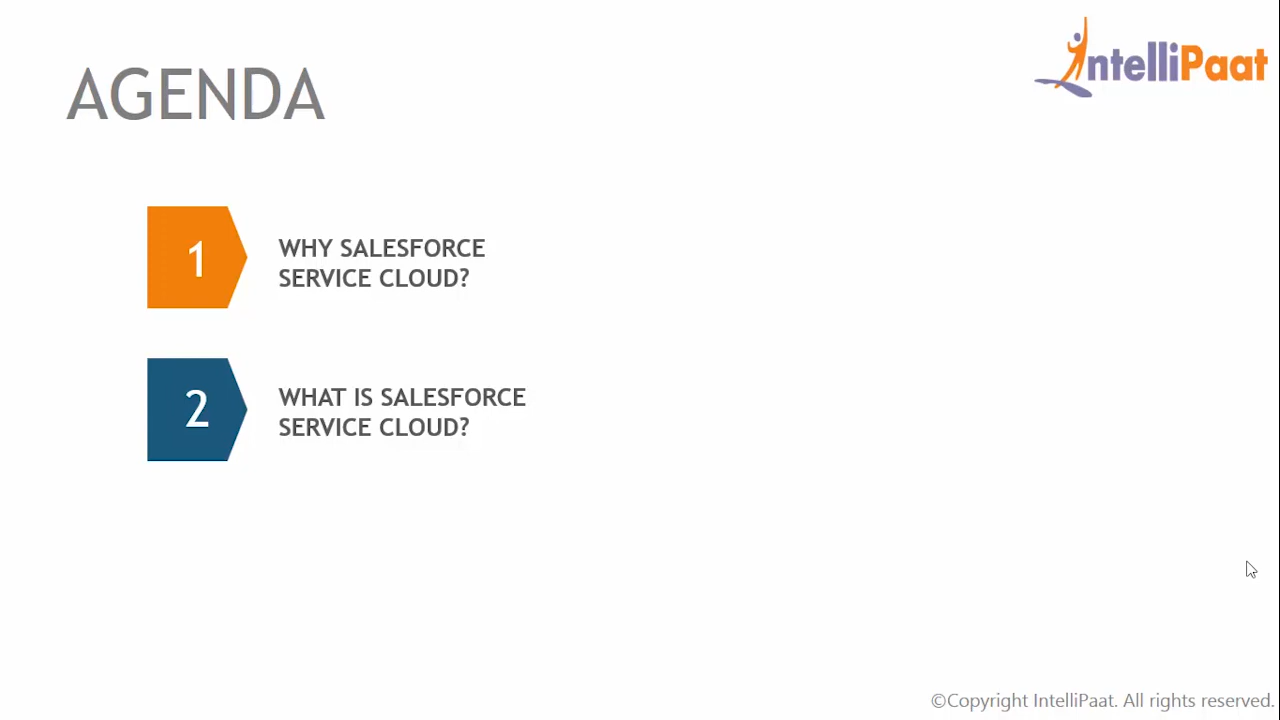 AGENDA
IntelliPaat
1
WHY SALESFORCE
SERVICE CLOUD?
2
WHAT IS SALESFORCE
SERVICE CLOUD?
©Copyright IntelliPaat. All rights reserved.